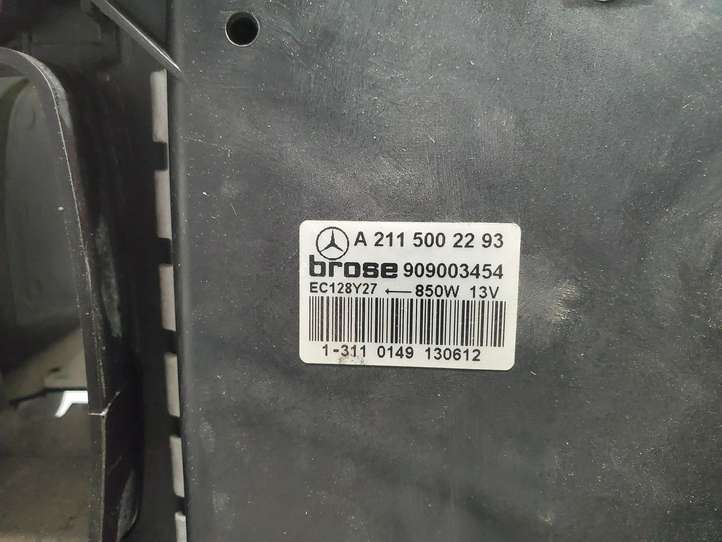 A 211 500 22 93
brose 909003454
EC128Y27 ← 850W 13V
1-311 0149 130612